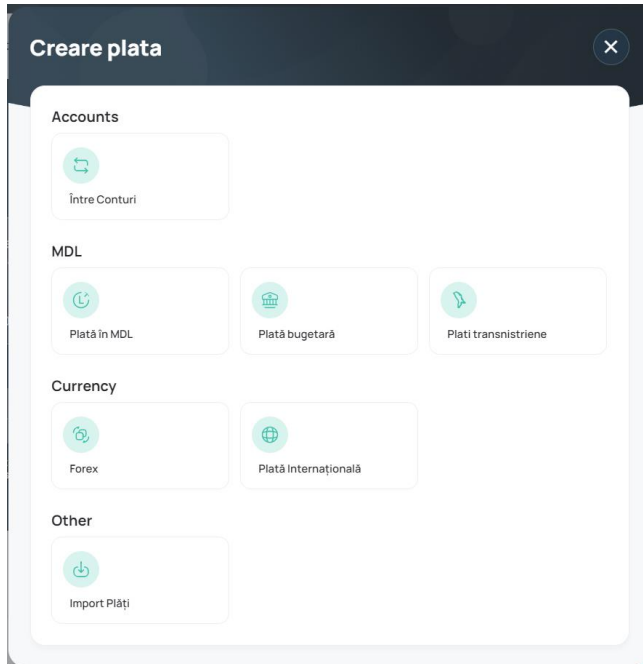 Creare plata
Accounts
Între Conturi
MDL
Plată în MDL
Plată bugetară
Plati transnistriene
Currency
Forex
Plată Internațională
Other
Import Plăți